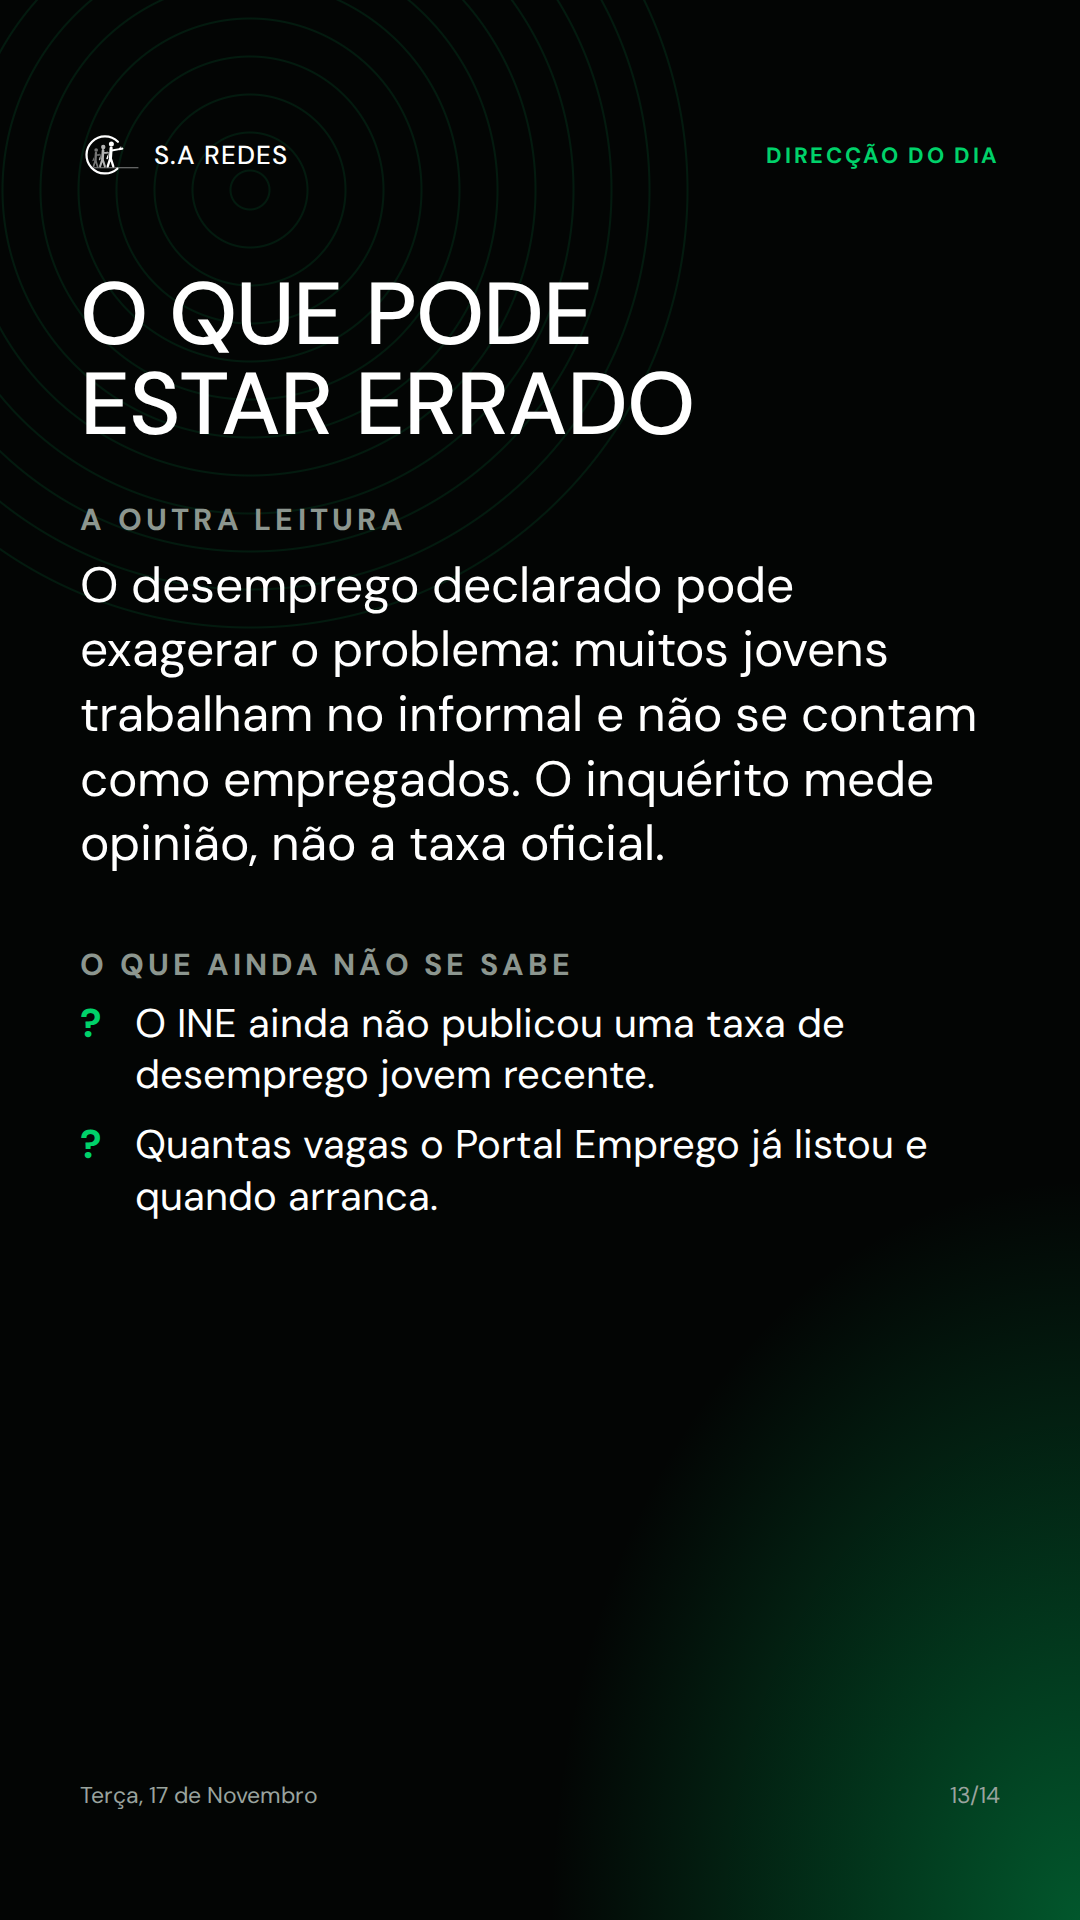 S.A REDES
DIRECÇÃO DO DIA
O QUE PODE
ESTAR ERRADO
A OUTRA LEITURA
O desemprego declarado pode
exagerar o problema: muitos jovens
trabalham no informal e não se contam
como empregados. O inquérito mede
opinião, não a taxa oficial.
O QUE AINDA NÃO SE SABE
? O INE ainda não publicou uma taxa de
desemprego jovem recente.
? Quantas vagas o Portal Emprego já listou e
quando arranca.
Terça, 17 de Novembro
13/14